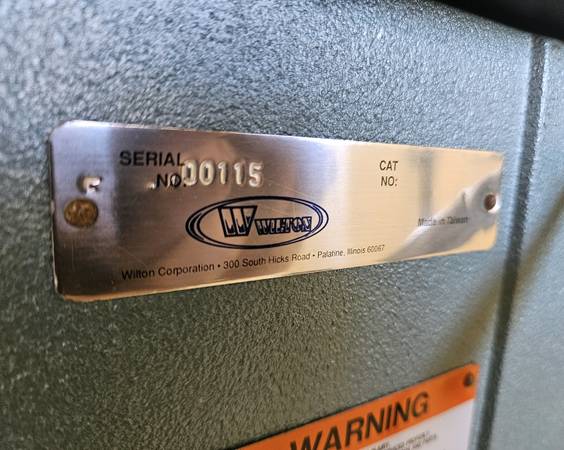 SERIAL
NO. 00115
CAT
NO:
W WILTON
Made in Taiwan
Wilton Corporation • 300 South Hicks Road • Palatine, Illinois 60067
WARNING